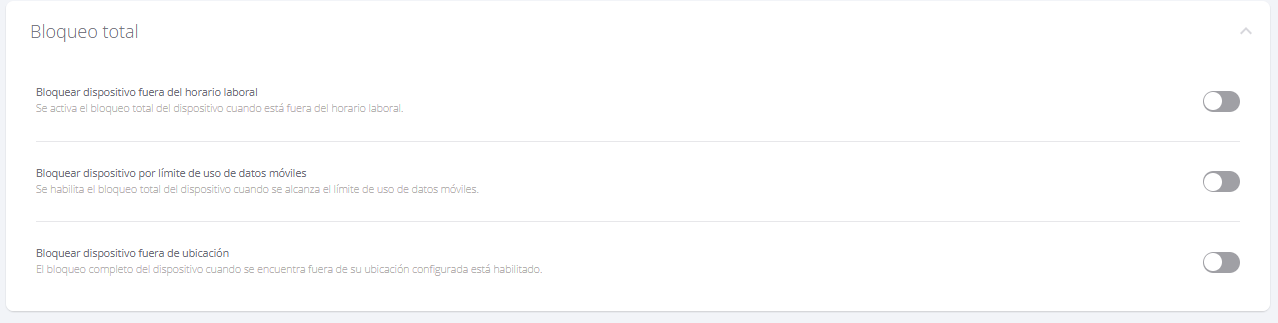 Bloqueo total
Bloquear dispositivo fuera del horario laboral
Se activa el bloqueo total del dispositivo cuando está fuera del horario laboral.
Bloquear dispositivo por límite de uso de datos móviles
Se habilita el bloqueo total del dispositivo cuando se alcanza el límite de uso de datos móviles.
Bloquear dispositivo fuera de ubicación
El bloqueo completo del dispositivo cuando se encuentra fuera de su ubicación configurada está habilitado.